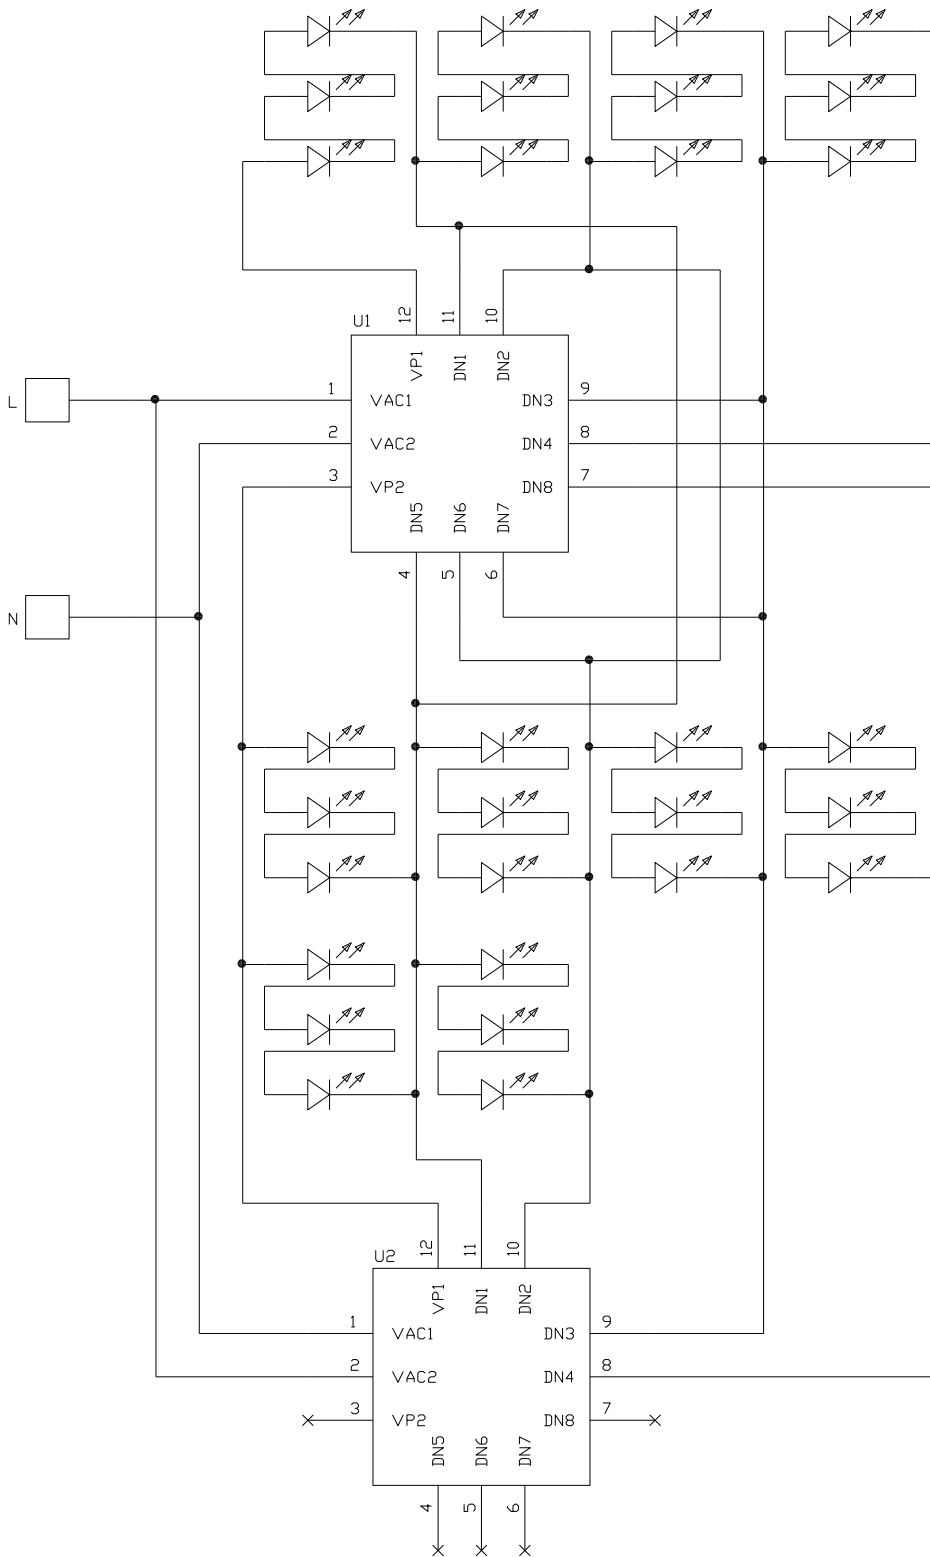 12
11
10
U1
VP1
DN1
DN2
L
1
VAC1
DN3
9
2
VAC2
DN4
8
3
VP2
DN8
7
DN5
DN6
DN7
4
5
6
N
12
11
10
U2
VP1
DN1
DN2
1
VAC1
DN3
9
2
VAC2
DN4
8
3
VP2
DN8
7
DN5
DN6
DN7
4
5
6